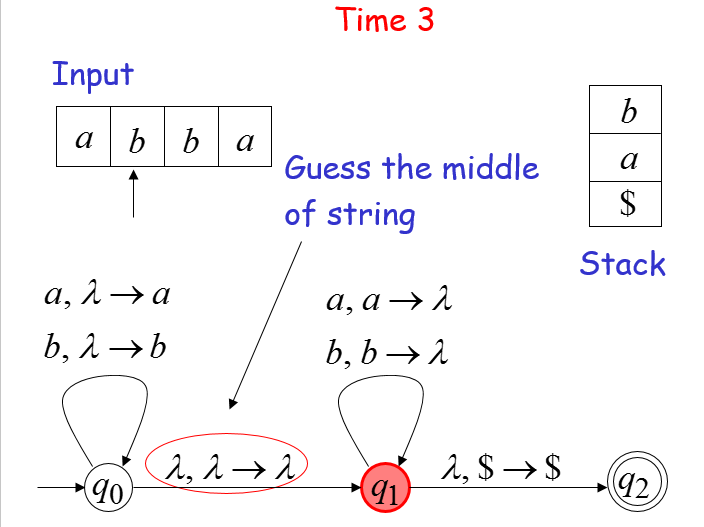 Time 3
Input
a b b a
b
a
$
Stack
Guess the middle
of string
a, λ → a
b, λ → b
a, a → λ
b, b → λ
q0
λ, λ → λ
q1
λ, $ → $
q2